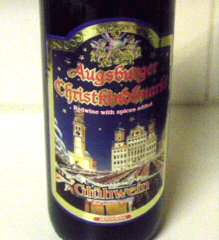 Augsburger
Christkindlesmarkt
Redwine with spices added
Glühwein